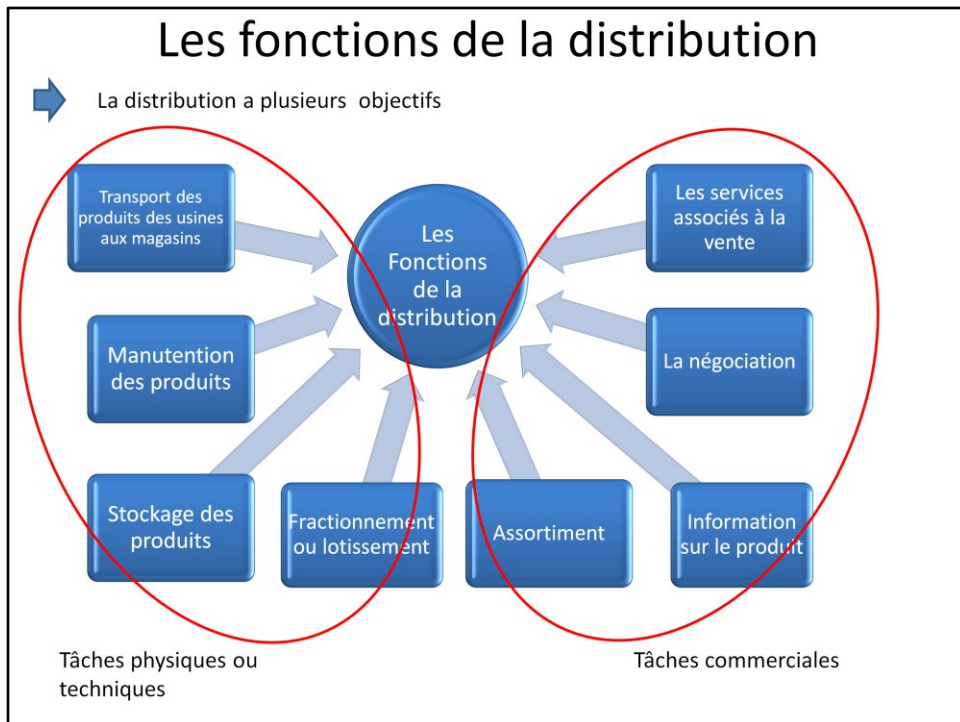 Les fonctions de la distribution
La distribution a plusieurs objectifs
Transport des
produits des usines
aux magasins
Manutention
des produits
Stockage des
produits
Fractionnement
ou lotissement
Les
Fonctions
de la
distribution
Assortiment
Les services
associés à la
vente
La négociation
Information
sur le produit
Tâches physiques ou
techniques
Tâches commerciales